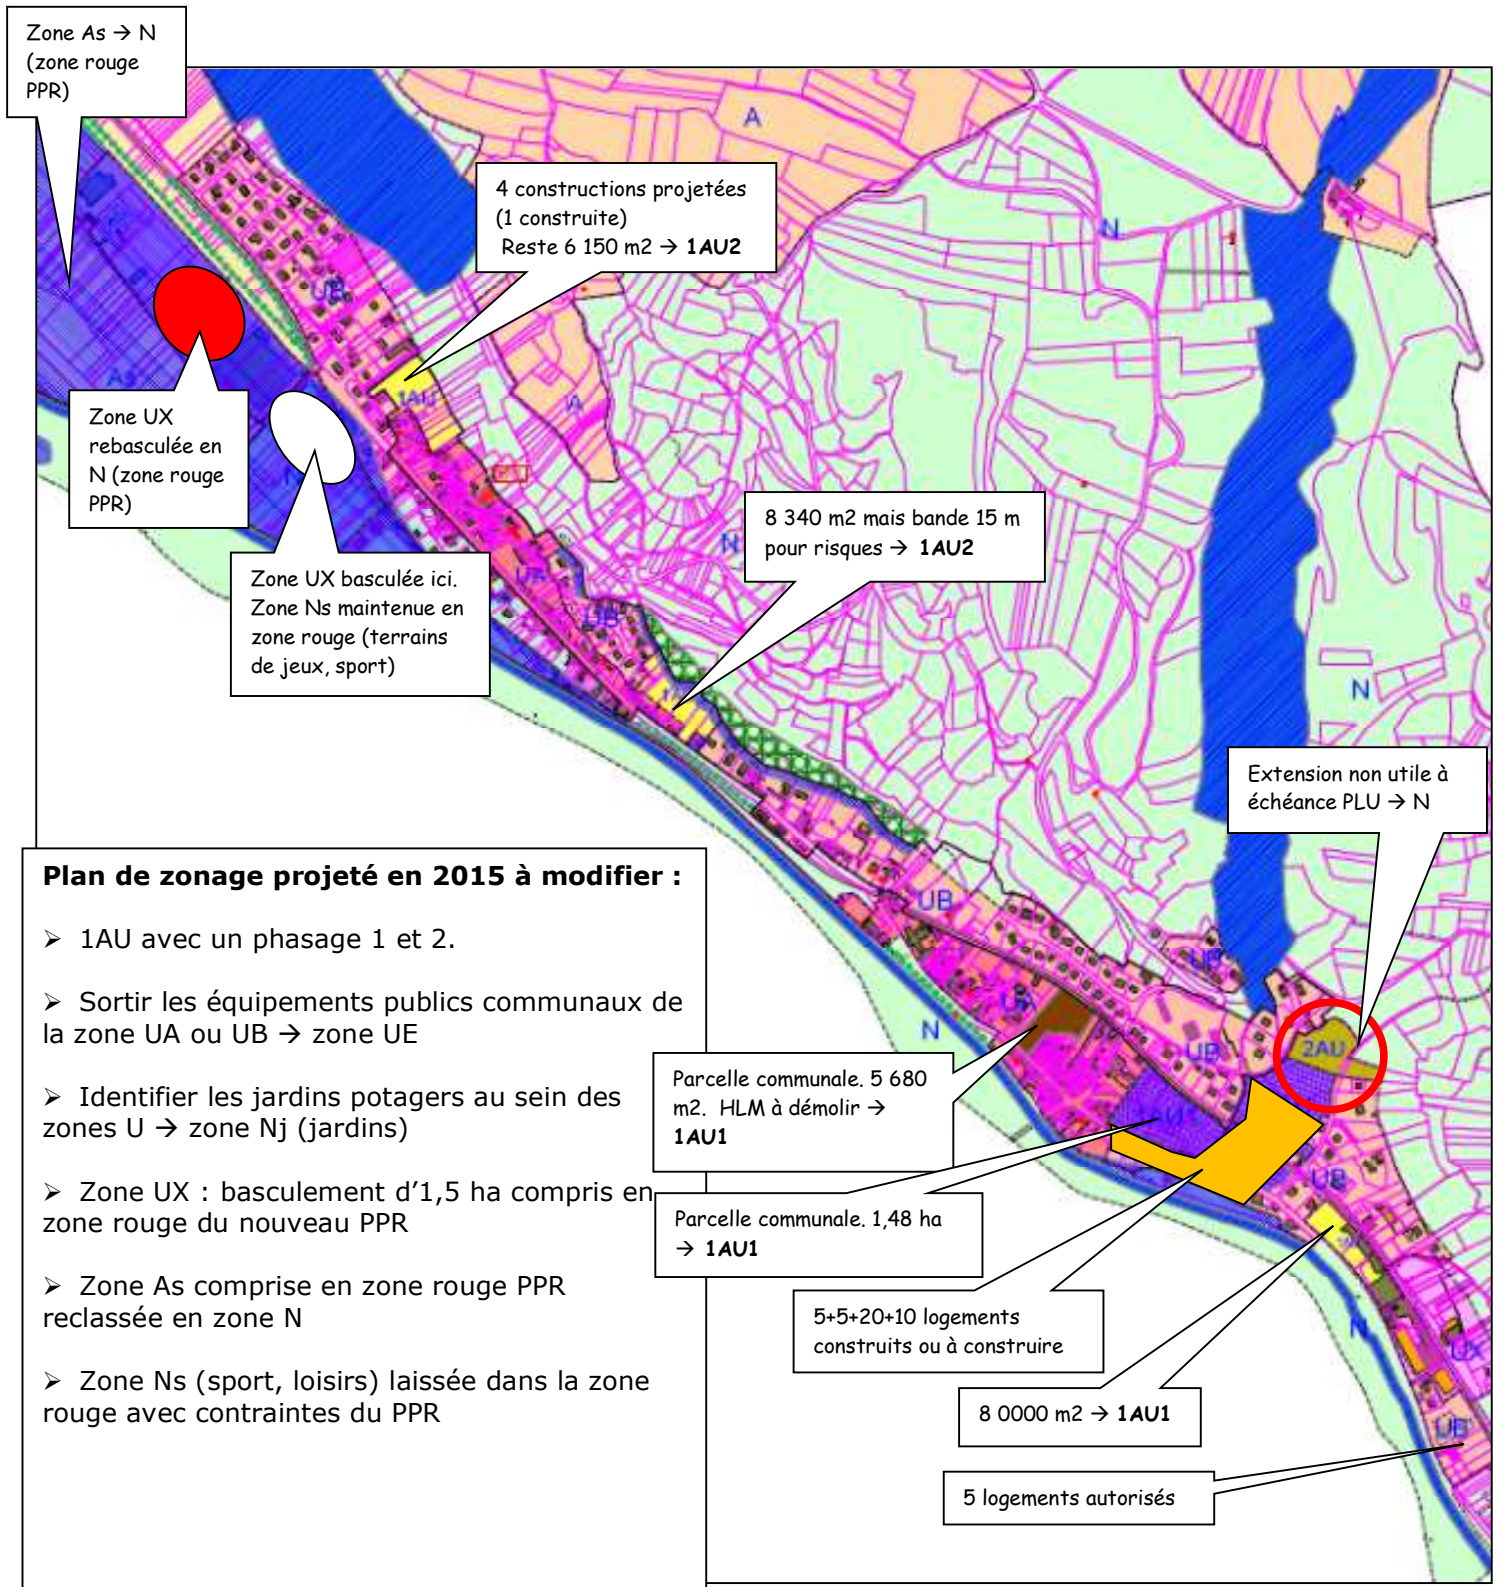 Zone As → N
(zone rouge
PPR)
4 constructions projetées
(1 construite)
Reste 6 150 m2 → 1AU2
A
A
N
UB
1AU
A
As
Zone UX
rebasculée en
N (zone rouge
PPR)
8 340 m2 mais bande 15 m
pour risques → 1AU2
N
Zone UX basculée ici.
Zone Ns maintenue en
zone rouge (terrains
de jeux, sport)
UA
UB
N
Extension non utile à
échéance PLU → N
Plan de zonage projeté en 2015 à modifier :
➢ 1AU avec un phasage 1 et 2.
➢ Sortir les équipements publics communaux de
la zone UA ou UB → zone UE
➢ Identifier les jardins potagers au sein des
zones U → zone Nj (jardins)
➢ Zone UX : basculement d’1,5 ha compris en
zone rouge du nouveau PPR
➢ Zone As comprise en zone rouge PPR
reclassée en zone N
➢ Zone Ns (sport, loisirs) laissée dans la zone
rouge avec contraintes du PPR
UB
UB
UA
N
UB
2AU
Parcelle communale. 5 680
m2. HLM à démolir →
1AU1
UB
Parcelle communale. 1,48 ha
→ 1AU1
5+5+20+10 logements
construits ou à construire
N
UX
8 0000 m2 → 1AU1
UB
5 logements autorisés